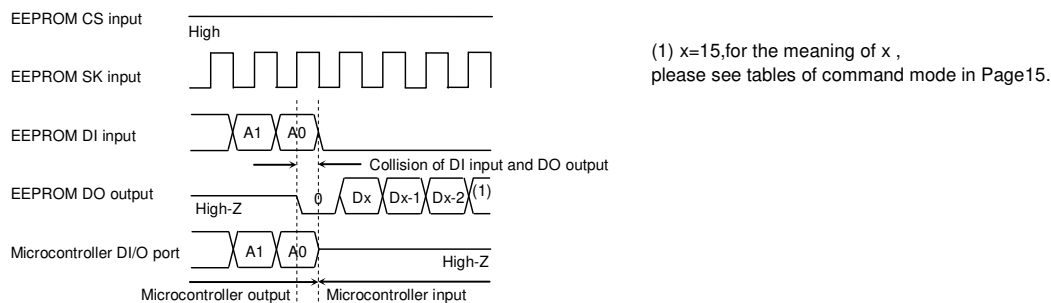 EEPROM CS input
High
(1) x=15,for the meaning of x ,
please see tables of command mode in Page15.
EEPROM SK input
EEPROM DI input
A1 A0
Collision of DI input and DO output
EEPROM DO output
High-Z
0 Dx Dx-1 Dx-2 (1)
Microcontroller DI/O port
A1 A0
High-Z
Microcontroller output Microcontroller input